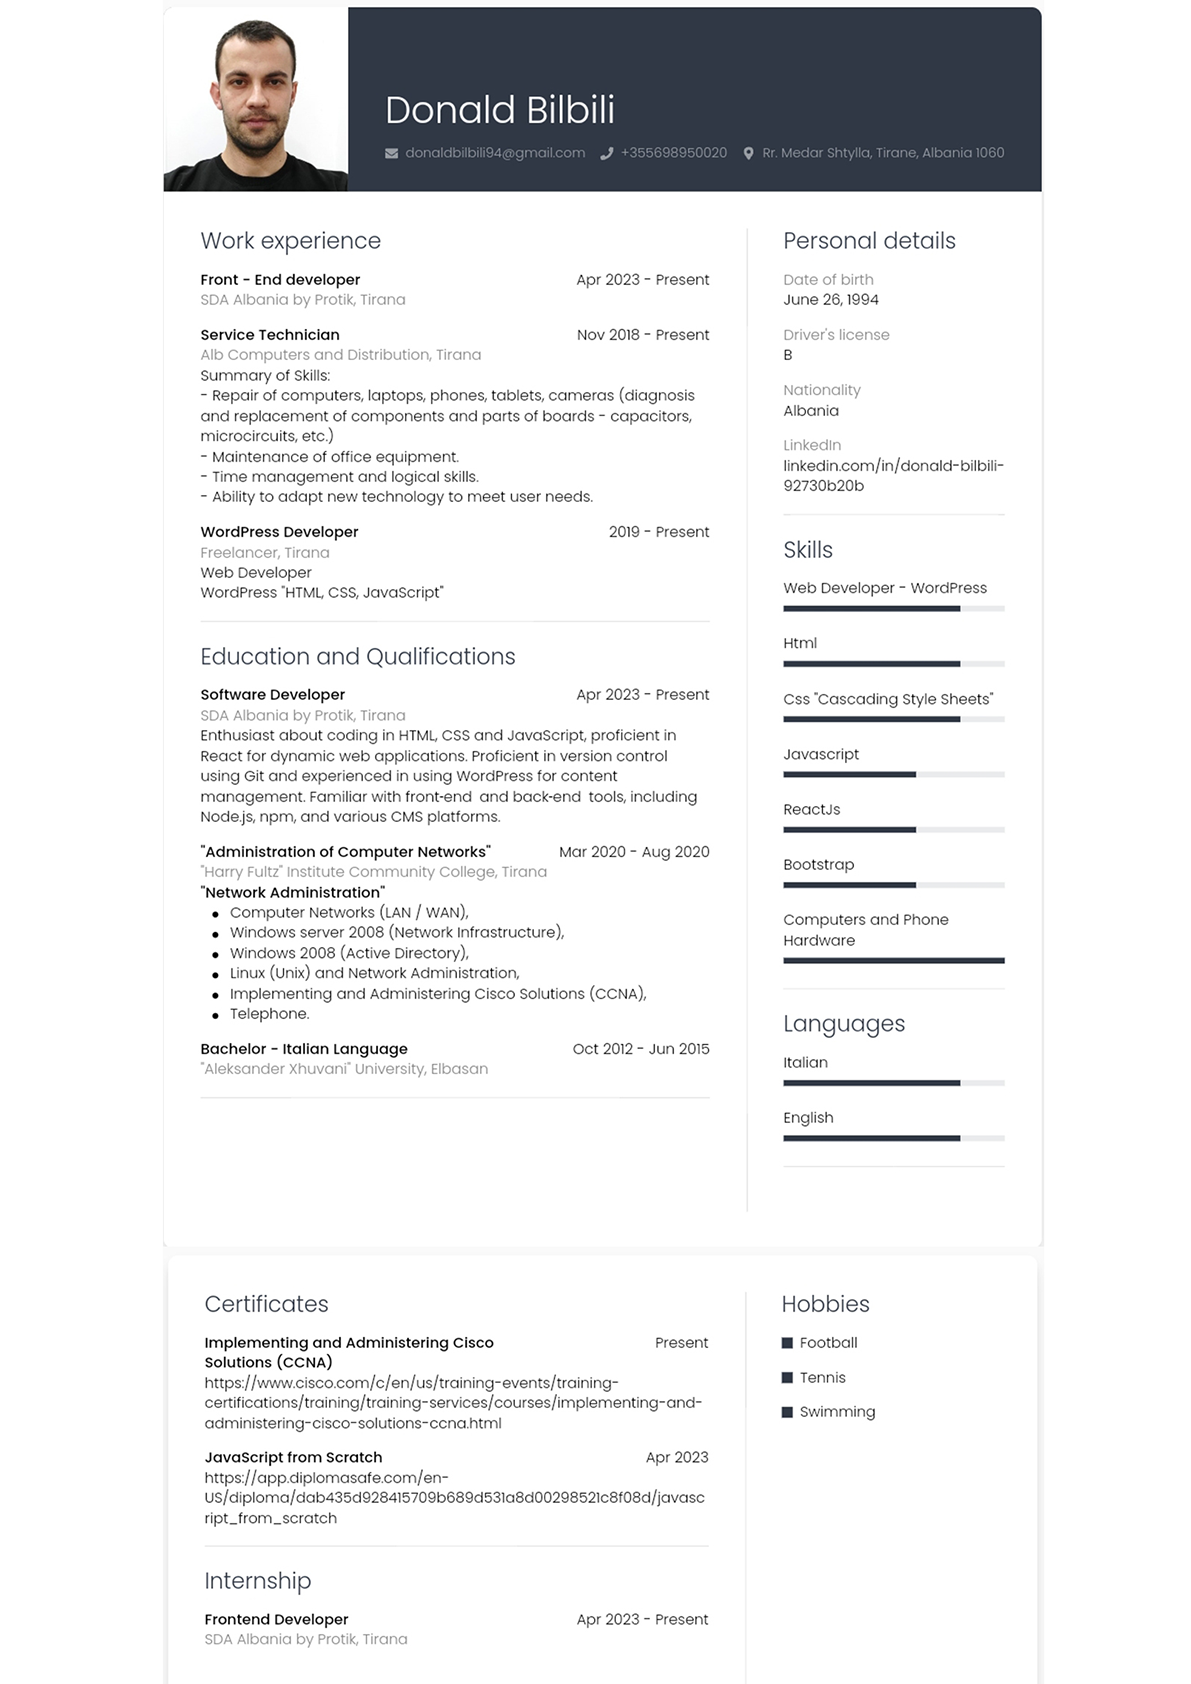 Donald Bilbili
donaldbilbili94@gmail.com +355698950020 Rr. Medar Shtylla, Tirane, Albania 1060
Work experience
Front - End developer Apr 2023 - Present
SDA Albania by Protik, Tirana
Service Technician Nov 2018 - Present
Alb Computers and Distribution, Tirana
Summary of Skills:
- Repair of computers, laptops, phones, tablets, cameras (diagnosis
and replacement of components and parts of boards - capacitors,
microcircuits, etc.)
- Maintenance of office equipment.
- Time management and logical skills.
- Ability to adapt new technology to meet user needs.
WordPress Developer 2019 - Present
Freelancer, Tirana
Web Developer
WordPress "HTML, CSS, JavaScript"
Education and Qualifications
Software Developer Apr 2023 - Present
SDA Albania by Protik, Tirana
Enthusiast about coding in HTML, CSS and JavaScript, proficient in
React for dynamic web applications. Proficient in version control
using Git and experienced in using WordPress for content
management. Familiar with front-end and back-end tools, including
Node.js, npm, and various CMS platforms.
"Administration of Computer Networks" Mar 2020 - Aug 2020
"Harry Fultz" Institute Community College, Tirana
"Network Administration"
• Computer Networks (LAN / WAN),
• Windows server 2008 (Network Infrastructure),
• Windows 2008 (Active Directory),
• Linux (Unix) and Network Administration,
• Implementing and Administering Cisco Solutions (CCNA),
• Telephone.
Bachelor - Italian Language Oct 2012 - Jun 2015
"Aleksander Xhuvani" University, Elbasan
Personal details
Date of birth
June 26, 1994
Driver's license
B
Nationality
Albania
LinkedIn
linkedin.com/in/donald-bilbili-
92730b20b
Skills
Web Developer - WordPress
Html
Css "Cascading Style Sheets"
Javascript
ReactJs
Bootstrap
Computers and Phone
Hardware
Languages
Italian
English
Certificates
Implementing and Administering Cisco Present
Solutions (CCNA)
https://www.cisco.com/c/en/us/training-events/training-
certifications/training/training-services/courses/implementing-and-
administering-cisco-solutions-ccna.html
JavaScript from Scratch Apr 2023
https://app.diplomasafe.com/en-
US/diploma/dab435d928415709b689d531a8d00298521c8f08d/javasc
ript_from_scratch
Internship
Frontend Developer Apr 2023 - Present
SDA Albania by Protik, Tirana
Hobbies
Football
Tennis
Swimming